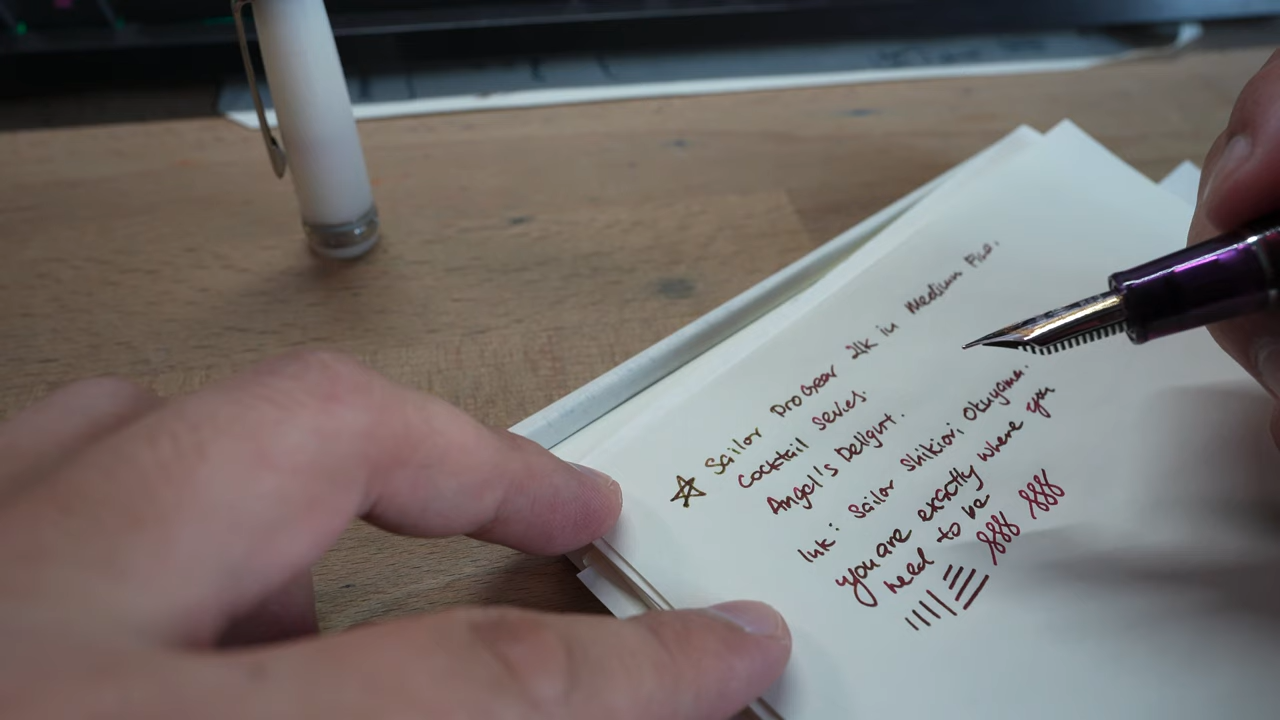 ☆ Sailor ProGear 21K in Medium Fine.
Cocktail Series.
Angel's Deligut.
Ink: Sailor Shikiori Okuyama.
you are exactly where you
need to be
888 888